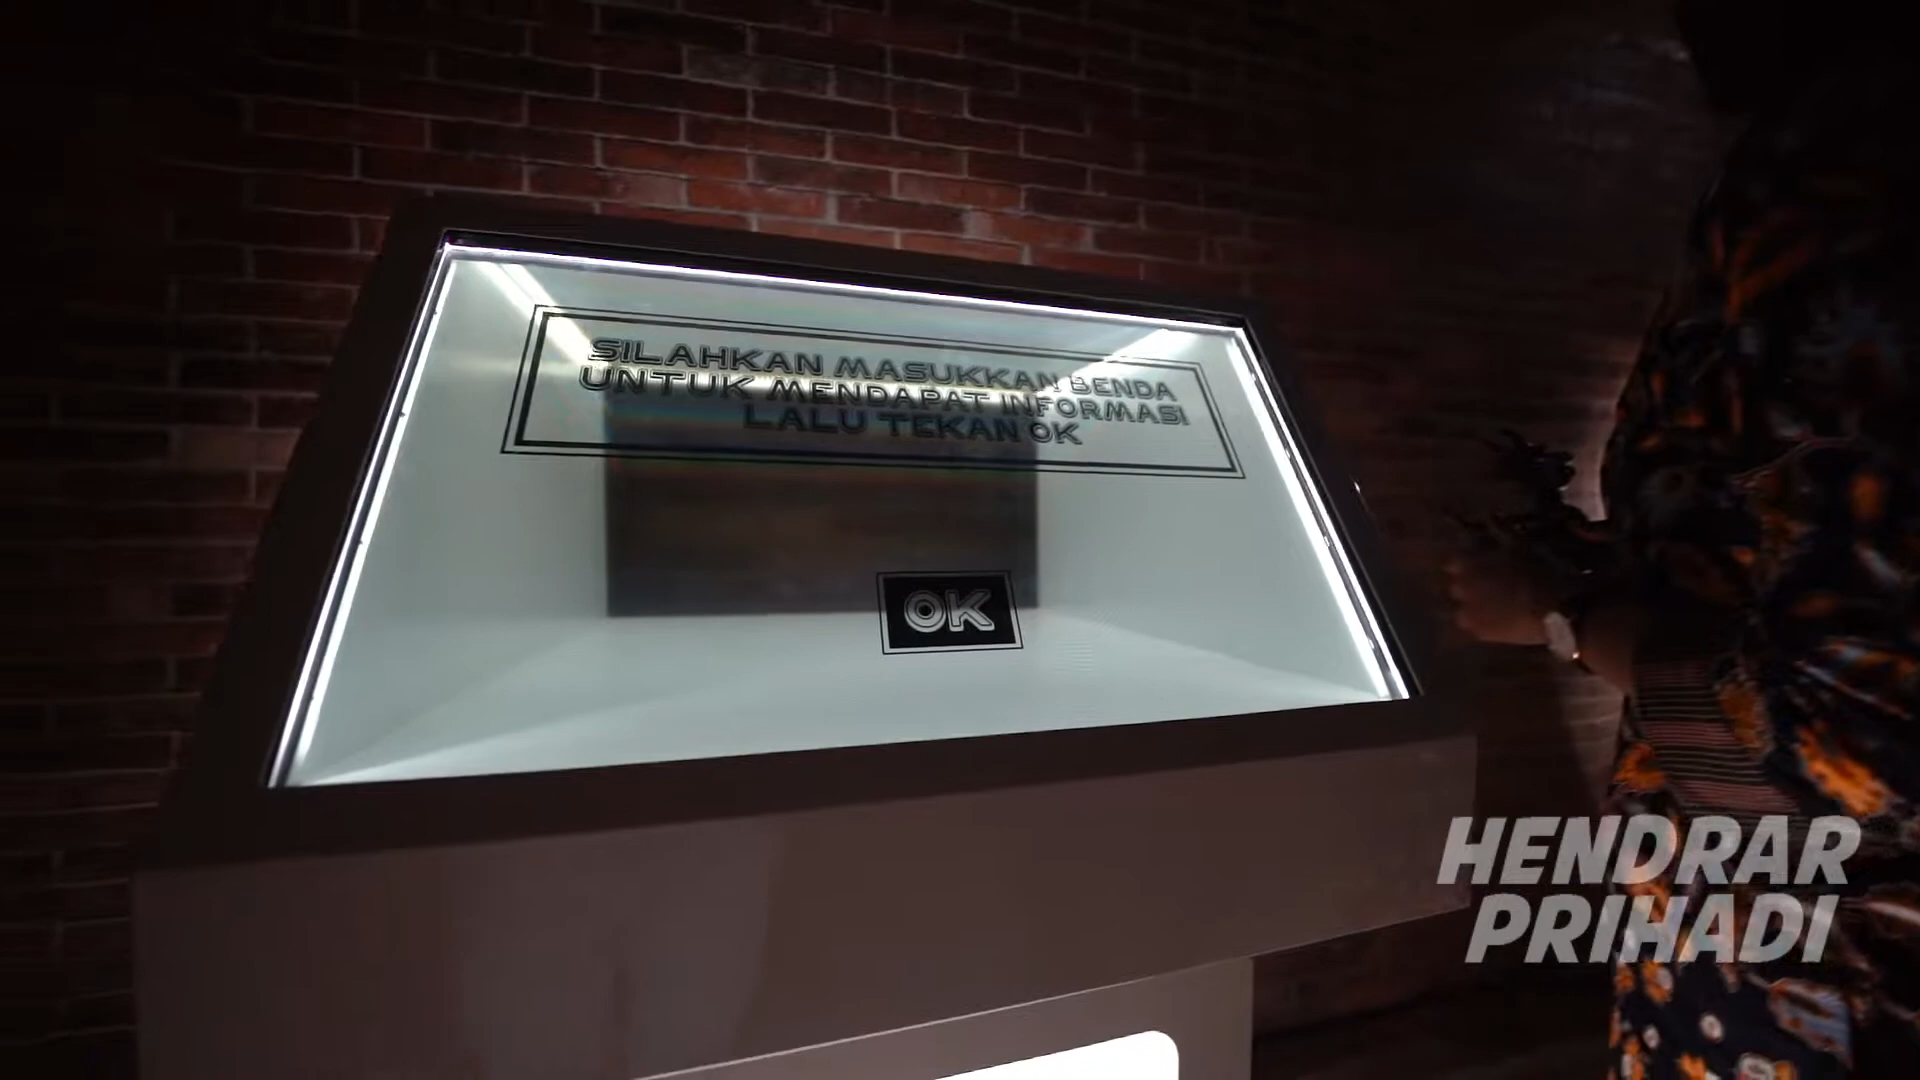 SILAHKAN MASUKKAN BENDA
UNTUK MENDAPAT INFORMASI
LALU TEKAN OK
OK
HENDRAR
PRIHADI